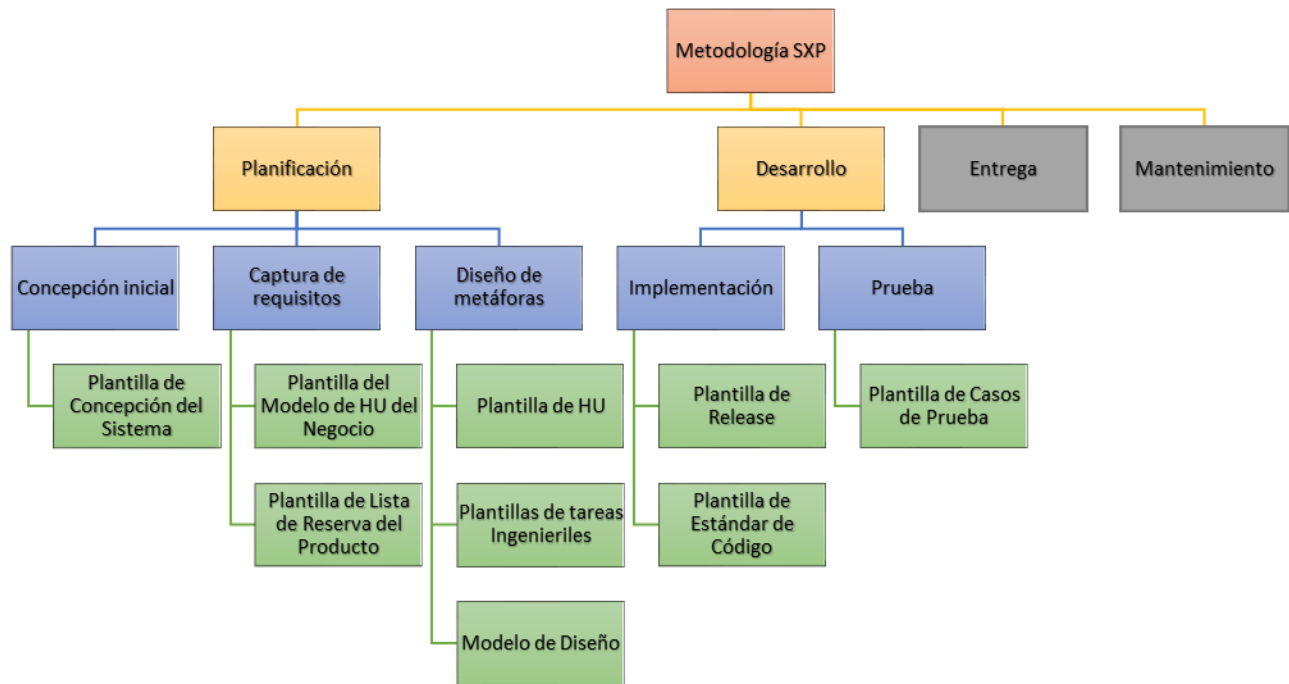 Metodología SXP
Planificación
Desarrollo
Entrega
Mantenimiento
Concepción inicial
Captura de
requisitos
Diseño de
metáforas
Implementación
Prueba
Plantilla de
Concepción del
Sistema
Plantilla del
Modelo de HU del
Negocio
Plantilla de HU
Plantilla de
Release
Plantilla de Casos
de Prueba
Plantilla de Lista
de Reserva del
Producto
Plantillas de tareas
Ingenieriles
Plantilla de
Estándar de
Código
Modelo de Diseño